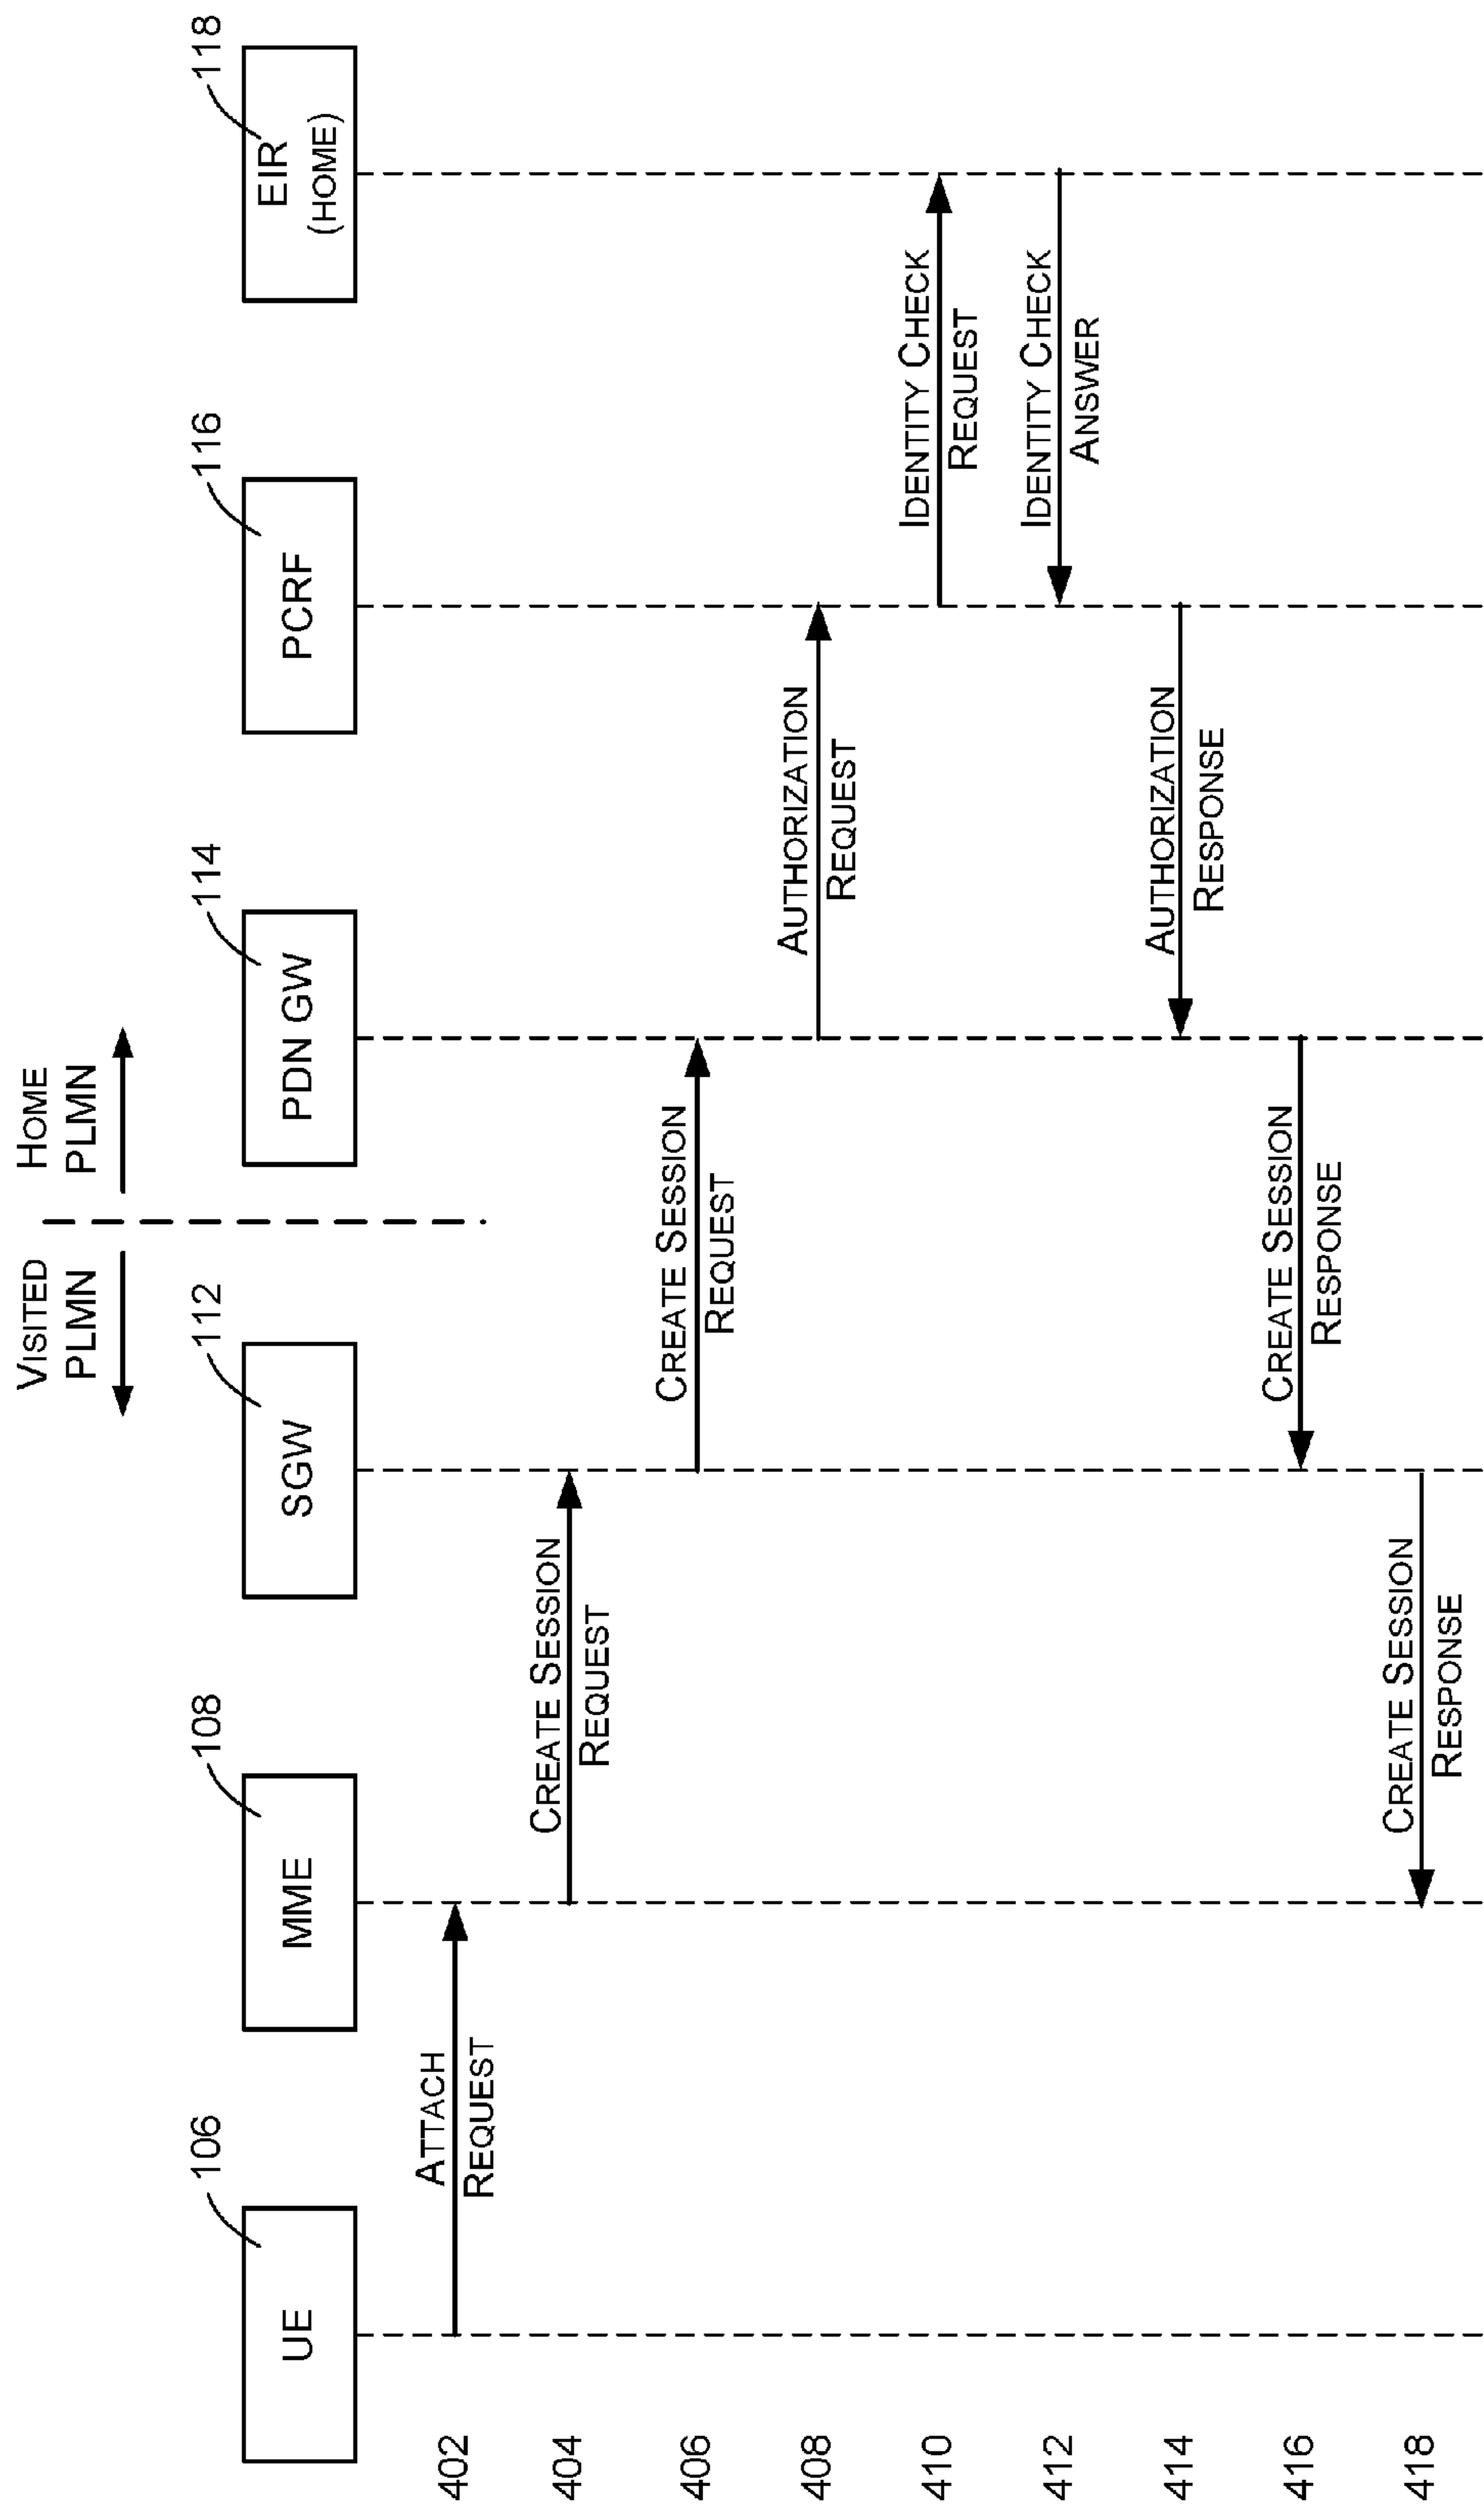 VISITED
PLMN
HOME
PLMN
106
108
112
114
116
118
UE
MME
SGW
PDN GW
PCRF
EIR
(HOME)
402
ATTACH
REQUEST
404
CREATE SESSION
REQUEST
406
CREATE SESSION
REQUEST
408
AUTHORIZATION
REQUEST
410
IDENTITY CHECK
REQUEST
412
IDENTITY CHECK
ANSWER
414
AUTHORIZATION
RESPONSE
416
CREATE SESSION
RESPONSE
418
CREATE SESSION
RESPONSE